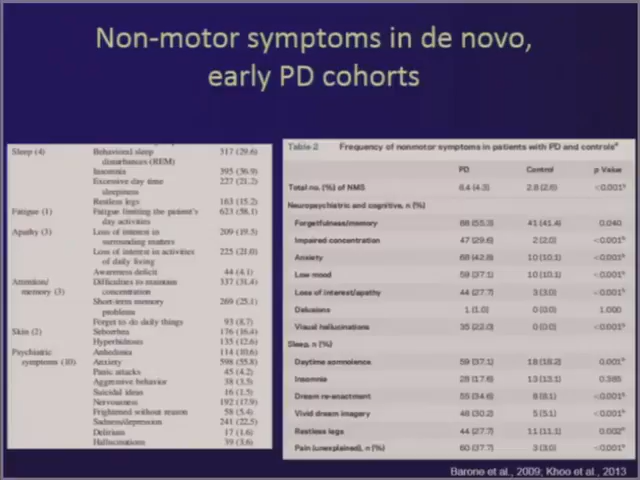 Non-motor symptoms in de novo,
early PD cohorts
Sleep (4) Behavioral sleep 317 (29.6)
disturbances (REM)
Insomnia 395 (36.9)
Excessive day time 227 (21.2)
sleepiness
Restless legs 163 (15.2)
Fatigue (1) Fatigue limiting the patient's 623 (58.1)
day activities
Apathy (3) Loss of interest in 209 (19.5)
surrounding matters
Loss of interest in activities 225 (21.0)
of daily living
Awareness deficit 44 (4.1)
Attention/ Difficulties to maintain 337 (31.4)
memory (3) concentration
Short-term memory 269 (25.1)
problems
Forget to do daily things 93 (8.7)
Skin (2) Seborrhea 176 (16.4)
Hyperhidrosis 135 (12.6)
Psychiatric Anhedonia 114 (10.6)
symptoms (10) Anxiety 598 (55.8)
Panic attacks 45 (4.2)
Aggressive behavior 38 (3.5)
Suicidal ideas 16 (1.5)
Nervousness 192 (17.9)
Frightened without reason 58 (5.4)
Sadness/depression 241 (22.5)
Delirium 17 (1.6)
Hallucinations 39 (3.6)
Table 2 Frequency of nonmotor symptoms in patients with PD and controlsª
PD Control p Value
Total no. (%) of NMS 8.4 (4.3) 2.8 (2.6) <0.001ᵇ
Neuropsychiatric and cognitive, n (%)
Forgetfulness/memory 88 (55.3) 41 (41.4) 0.040
Impaired concentration 47 (29.6) 2 (2.0) <0.001ᵇ
Anxiety 68 (42.8) 10 (10.1) <0.001ᵇ
Low mood 59 (37.1) 10 (10.1) <0.001ᵇ
Loss of interest/apathy 44 (27.7) 3 (3.0) <0.001ᵇ
Delusions 1 (1.0) 0 (0.0) 1.000
Visual hallucinations 35 (22.0) 0 (0.0) <0.001ᵇ
Sleep, n (%)
Daytime somnolence 59 (37.1) 18 (18.2) 0.001ᵇ
Insomnia 28 (17.6) 13 (13.1) 0.385
Dream re-enactment 55 (34.6) 8 (8.1) <0.001ᵇ
Vivid dream imagery 48 (30.2) 5 (5.1) <0.001ᵇ
Restless legs 44 (27.7) 11 (11.1) 0.002ᵇ
Pain (unexplained), n (%) 60 (37.7) 3 (3.0) <0.001ᵇ
Barone et al., 2009; Khoo et al., 2013